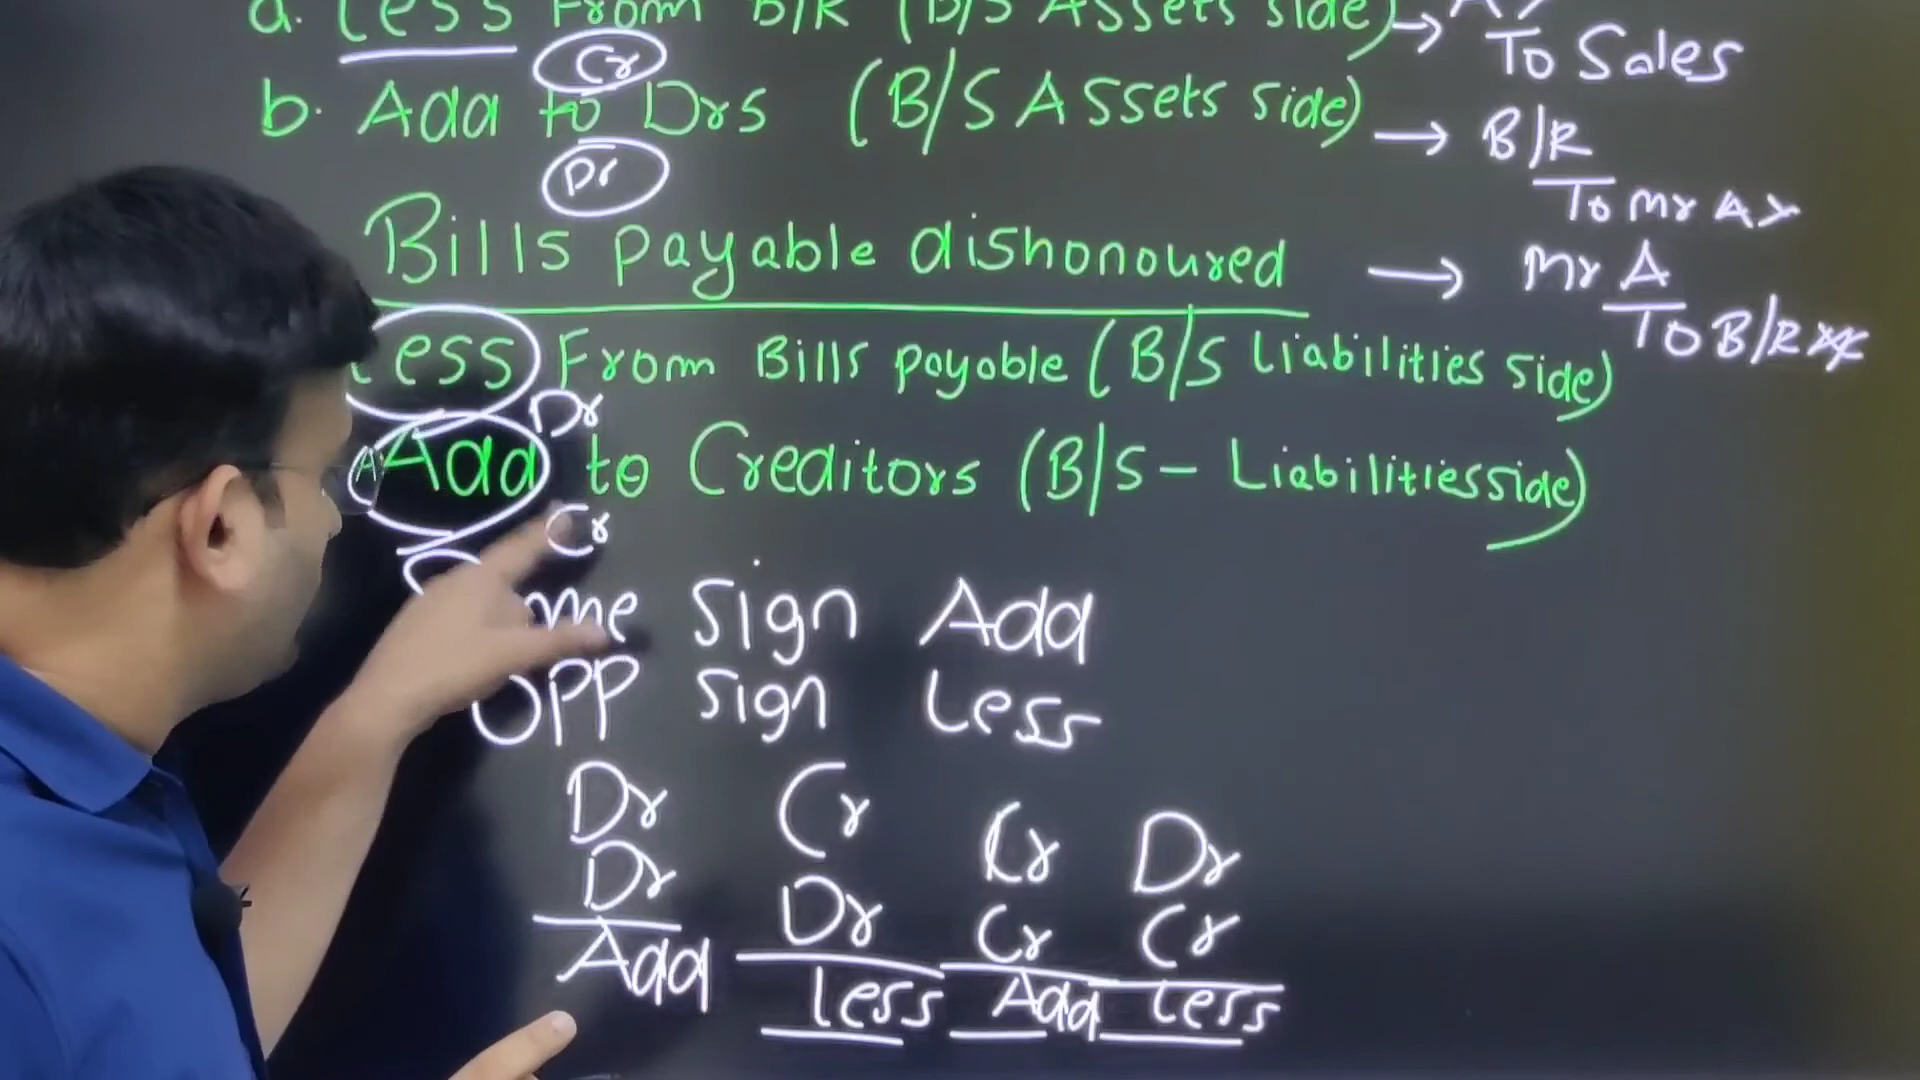 a. Less From B/R (B/S Assets side) →
To Sales
Cr
b. Add to Drs (B/S Assets side) → B/R
To Mr A
Dr
Bills payable dishonoured → Mr A
To B/R
Less From Bills payable (B/S Liabilities side)
Dr
Add to Creditors (B/S - Liabilities side)
Cr
me Sign Add
OPP Sign Less
Dr Cr Cr Dr
Dr Dr Cr Cr
Add Less Add Less